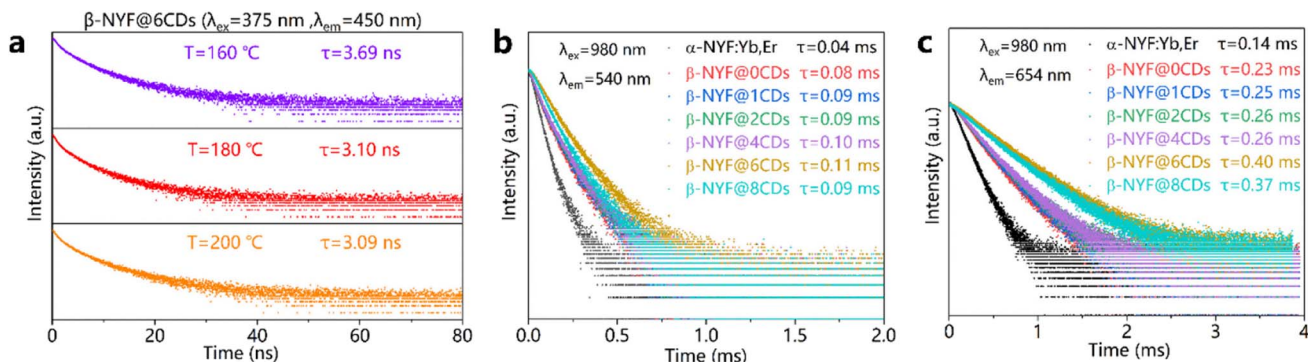 β-NYF@6CDs (λex=375 nm ,λem=450 nm)
a
T=160 ℃ τ=3.69 ns
T=180 ℃ τ=3.10 ns
T=200 ℃ τ=3.09 ns
Intensity (a.u.)
0 20 40 60 80
Time (ns)
b
λex=980 nm
λem=540 nm
α-NYF:Yb,Er τ=0.04 ms
β-NYF@0CDs τ=0.08 ms
β-NYF@1CDs τ=0.09 ms
β-NYF@2CDs τ=0.09 ms
β-NYF@4CDs τ=0.10 ms
β-NYF@6CDs τ=0.11 ms
β-NYF@8CDs τ=0.09 ms
Intensity (a.u.)
0.0 0.5 1.0 1.5 2.0
Time (ms)
c
λex=980 nm
λem=654 nm
α-NYF:Yb,Er τ=0.14 ms
β-NYF@0CDs τ=0.23 ms
β-NYF@1CDs τ=0.25 ms
β-NYF@2CDs τ=0.26 ms
β-NYF@4CDs τ=0.26 ms
β-NYF@6CDs τ=0.40 ms
β-NYF@8CDs τ=0.37 ms
Intensity (a.u.)
0 1 2 3 4
Time (ms)